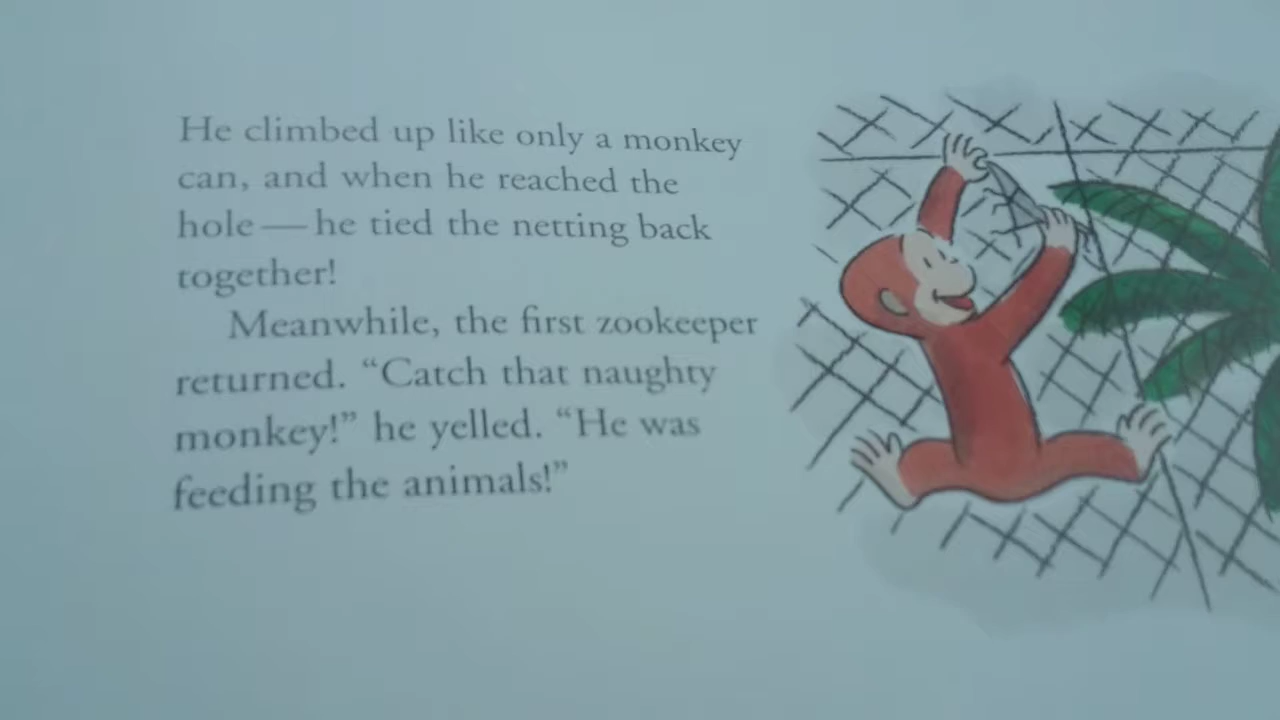 He climbed up like only a monkey
can, and when he reached the
hole — he tied the netting back
together!
Meanwhile, the first zookeeper
returned. “Catch that naughty
monkey!” he yelled. “He was
feeding the animals!”